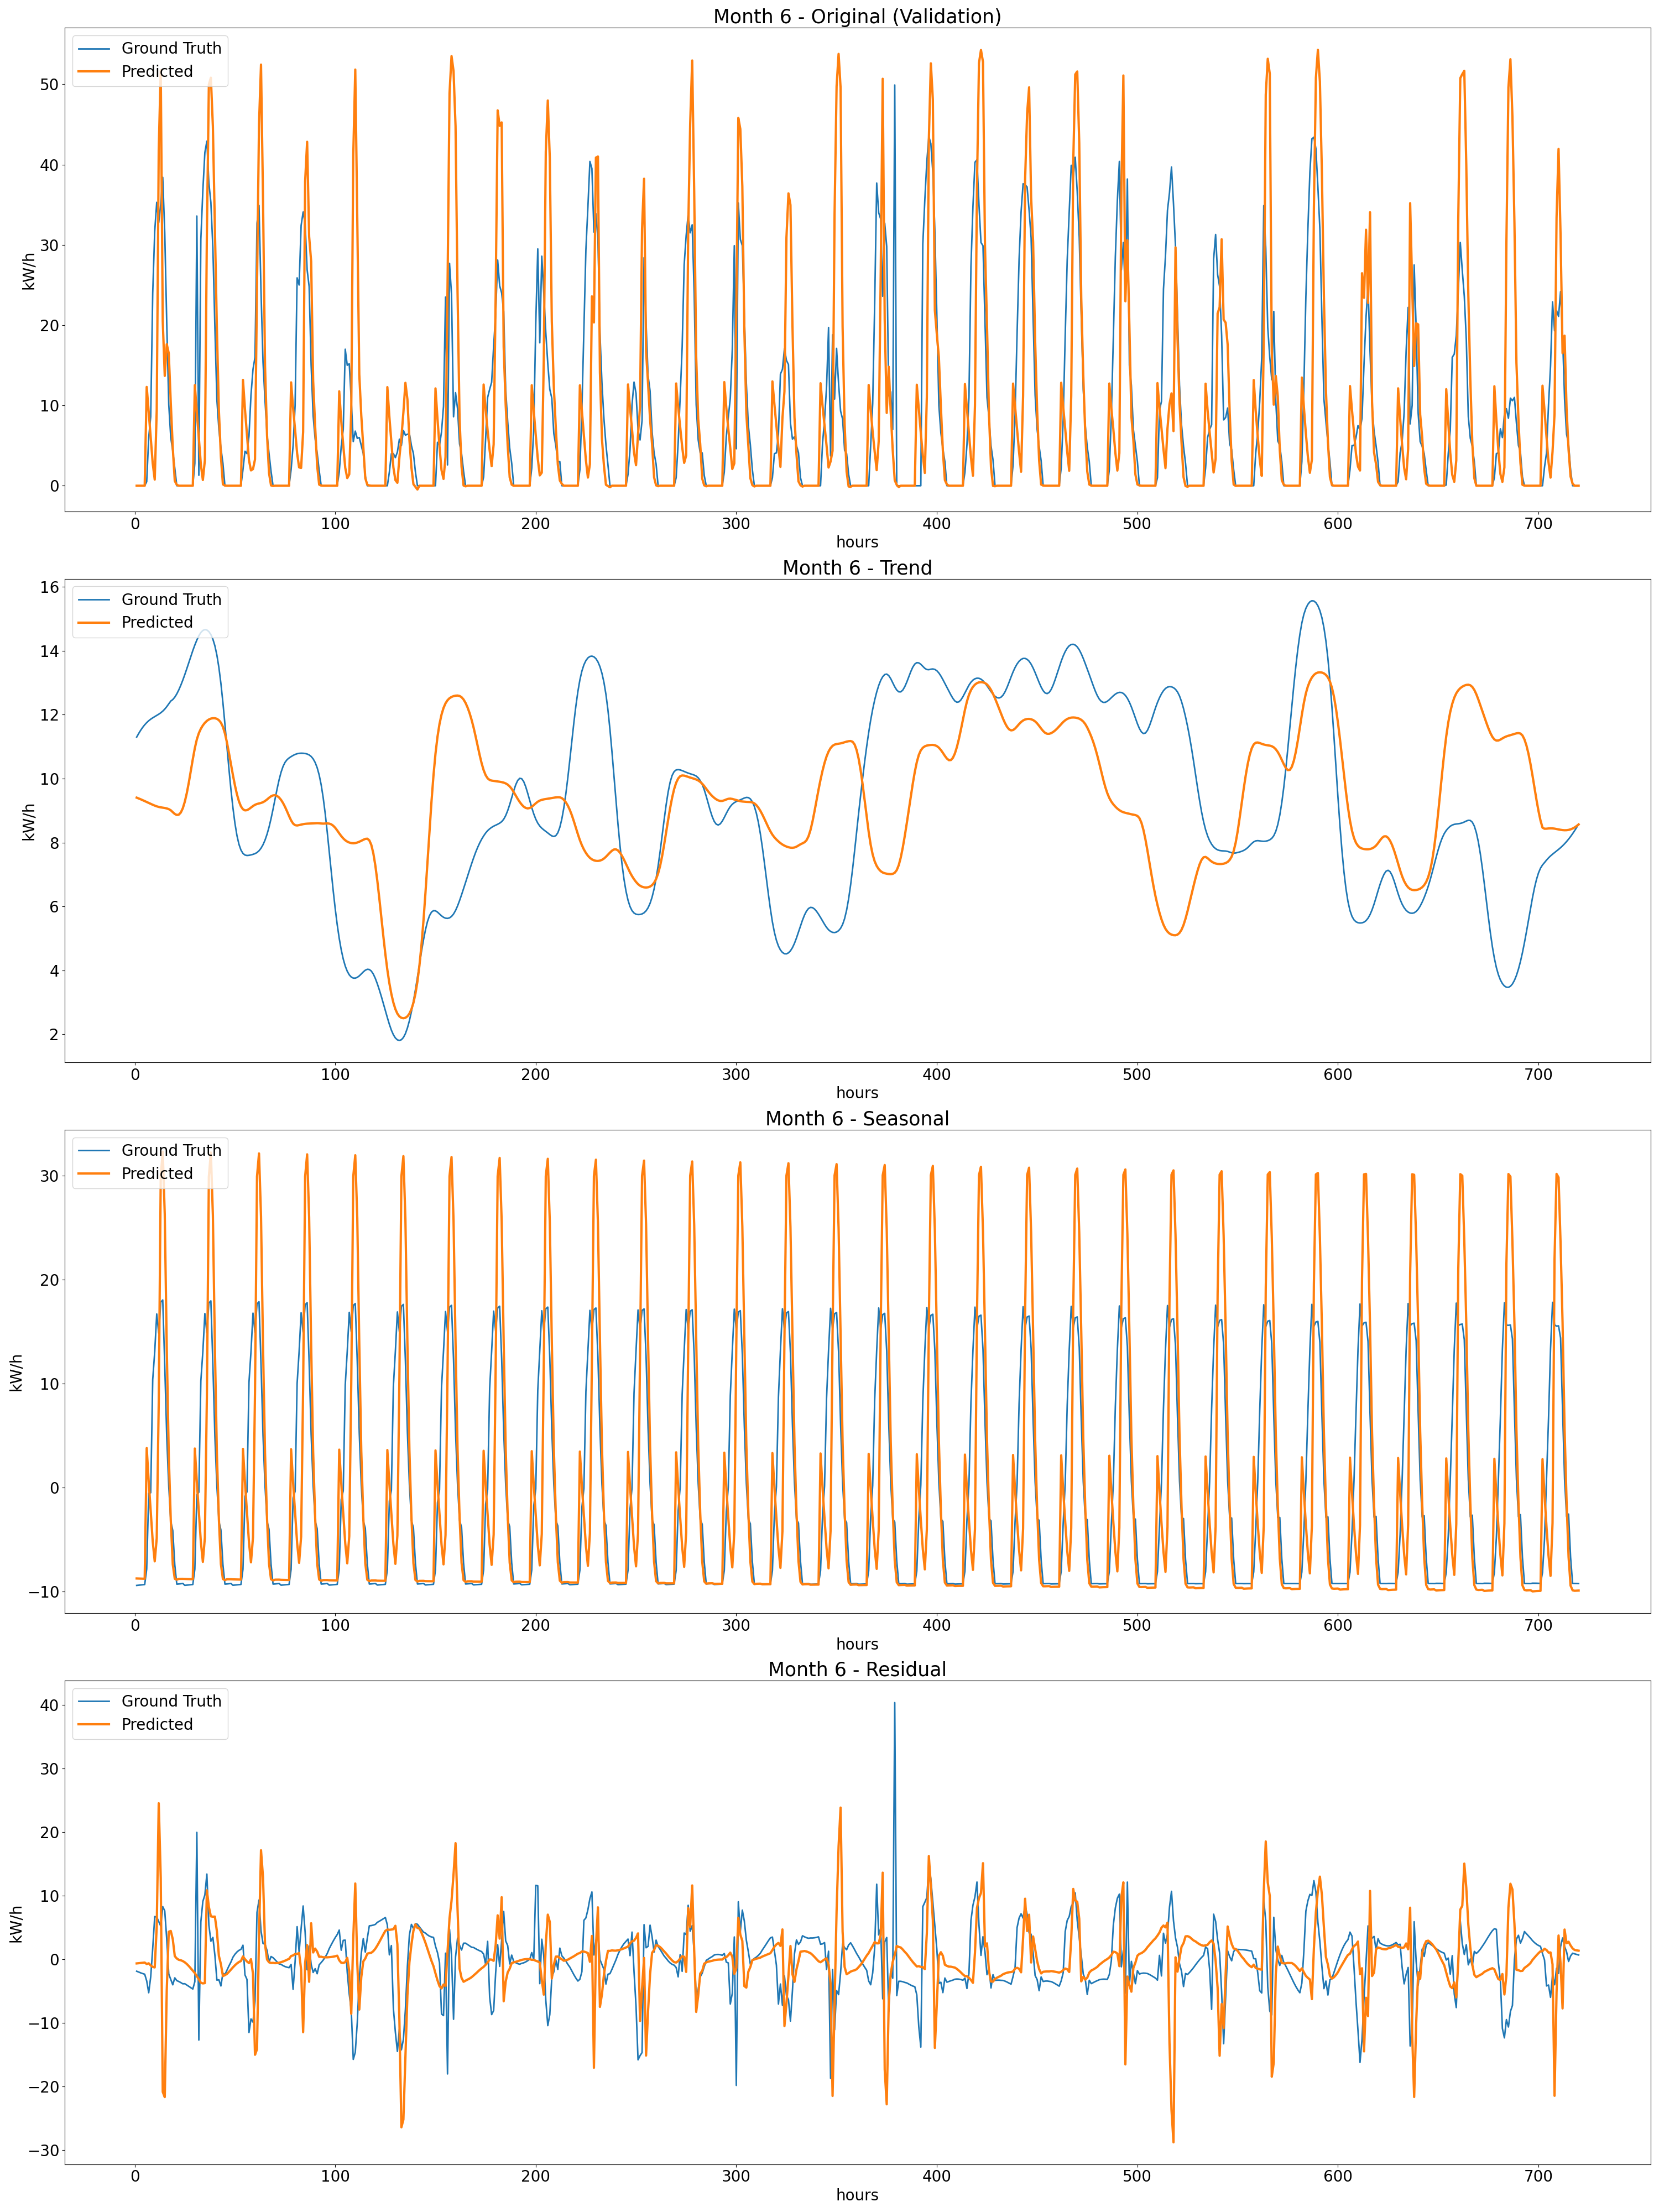 Month 6 - Original (Validation)
Ground Truth
Predicted
kW/h
50
40
30
20
10
0
0 100 200 300 400 500 600 700
hours
Month 6 - Trend
Ground Truth
Predicted
kW/h
16
14
12
10
8
6
4
2
0 100 200 300 400 500 600 700
hours
Month 6 - Seasonal
Ground Truth
Predicted
kW/h
30
20
10
0
−10
0 100 200 300 400 500 600 700
hours
Month 6 - Residual
Ground Truth
Predicted
kW/h
40
30
20
10
0
−10
−20
−30
0 100 200 300 400 500 600 700
hours